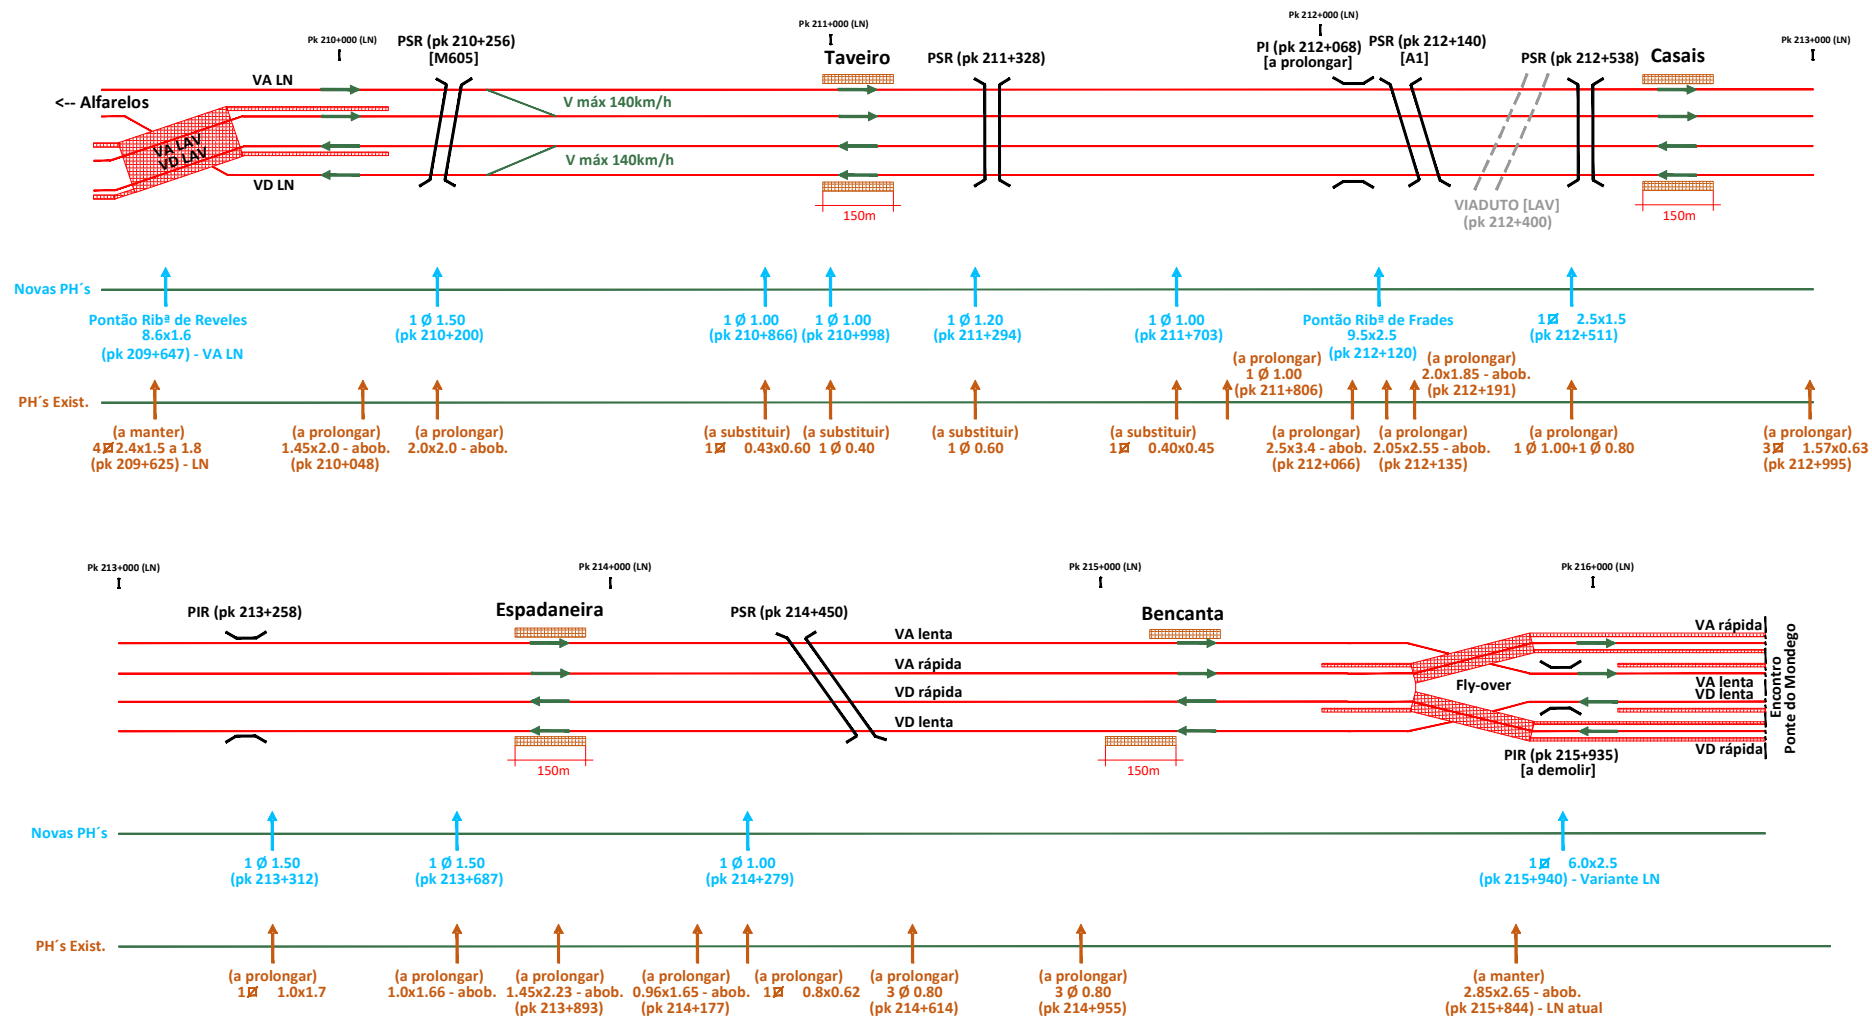 Pk 210+000 (LN)
Pk 211+000 (LN)
Pk 212+000 (LN)
Pk 213+000 (LN)
PSR (pk 210+256)
[M605]
Taveiro
PSR (pk 211+328)
PI (pk 212+068)
[a prolongar]
PSR (pk 212+140)
[A1]
PSR (pk 212+538)
Casais
<-- Alfarelos
VA LN
V máx 140km/h
VA LAV
VD LAV
V máx 140km/h
VD LN
150m
VIADUTO [LAV]
(pk 212+400)
150m
Novas PH´s
Pontão Ribª de Reveles
8.6x1.6
(pk 209+647) - VA LN
1 Ø 1.50
(pk 210+200)
1 Ø 1.00
(pk 210+866)
1 Ø 1.00
(pk 210+998)
1 Ø 1.20
(pk 211+294)
1 Ø 1.00
(pk 211+703)
Pontão Ribª de Frades
9.5x2.5
(pk 212+120)
1 2.5x1.5
(pk 212+511)
PH´s Exist.
(a manter)
4 2.4x1.5 a 1.8
(pk 209+625) - LN
(a prolongar)
1.45x2.0 - abob.
(pk 210+048)
(a prolongar)
2.0x2.0 - abob.
(a substituir)
1 0.43x0.60
(a substituir)
1 Ø 0.40
(a substituir)
1 Ø 0.60
(a substituir)
1 0.40x0.45
(a prolongar)
1 Ø 1.00
(pk 211+806)
(a prolongar)
2.5x3.4 - abob.
(pk 212+066)
(a prolongar)
2.05x2.55 - abob.
(pk 212+135)
(a prolongar)
2.0x1.85 - abob.
(pk 212+191)
(a prolongar)
1 Ø 1.00+1 Ø 0.80
(a prolongar)
3 1.57x0.63
(pk 212+995)
Pk 213+000 (LN)
Pk 214+000 (LN)
Pk 215+000 (LN)
Pk 216+000 (LN)
PIR (pk 213+258)
Espadaneira
PSR (pk 214+450)
Bencanta
VA lenta
VA rápida
VD rápida
VD lenta
Fly-over
VA rápida
VA lenta
VD lenta
VD rápida
Encontro
Ponte do Mondego
PIR (pk 215+935)
[a demolir]
150m
150m
Novas PH´s
1 Ø 1.50
(pk 213+312)
1 Ø 1.50
(pk 213+687)
1 Ø 1.00
(pk 214+279)
1 6.0x2.5
(pk 215+940) - Variante LN
PH´s Exist.
(a prolongar)
1 1.0x1.7
(a prolongar)
1.0x1.66 - abob.
(a prolongar)
1.45x2.23 - abob.
(pk 213+893)
(a prolongar)
0.96x1.65 - abob.
(pk 214+177)
(a prolongar)
1 0.8x0.62
(a prolongar)
3 Ø 0.80
(pk 214+614)
(a prolongar)
3 Ø 0.80
(pk 214+955)
(a manter)
2.85x2.65 - abob.
(pk 215+844) - LN atual